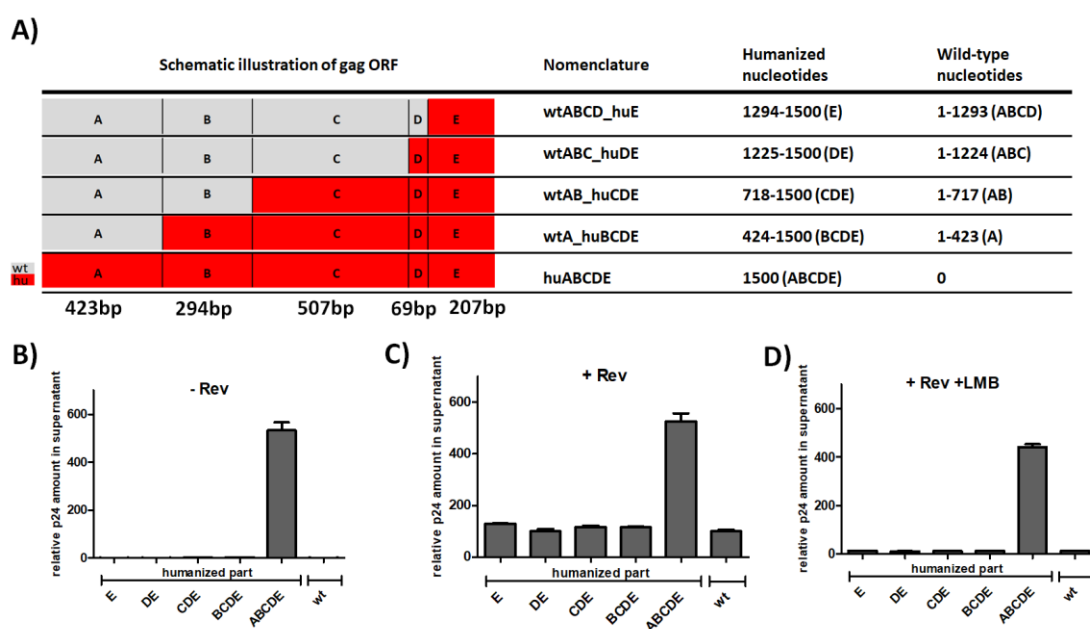 A)
Schematic illustration of gag ORF Nomenclature Humanized nucleotides Wild-type nucleotides
A B C D E wtABCD_huE 1294-1500 (E) 1-1293 (ABCD)
A B C D E wtABC_huDE 1225-1500 (DE) 1-1224 (ABC)
A B C D E wtAB_huCDE 718-1500 (CDE) 1-717 (AB)
A B C D E wtA_huBCDE 424-1500 (BCDE) 1-423 (A)
wt
hu
A B C D E huABCDE 1500 (ABCDE) 0
423bp 294bp 507bp 69bp 207bp
B)
- Rev
relative p24 amount in supernatant
600
400
200
0
humanized part
E DE CDE BCDE ABCDE wt
C)
+ Rev
relative p24 amount in supernatant
600
400
200
0
humanized part
E DE CDE BCDE ABCDE wt
D)
+ Rev +LMB
relative p24 amount in supernatant
600
400
200
0
humanized part
E DE CDE BCDE ABCDE wt